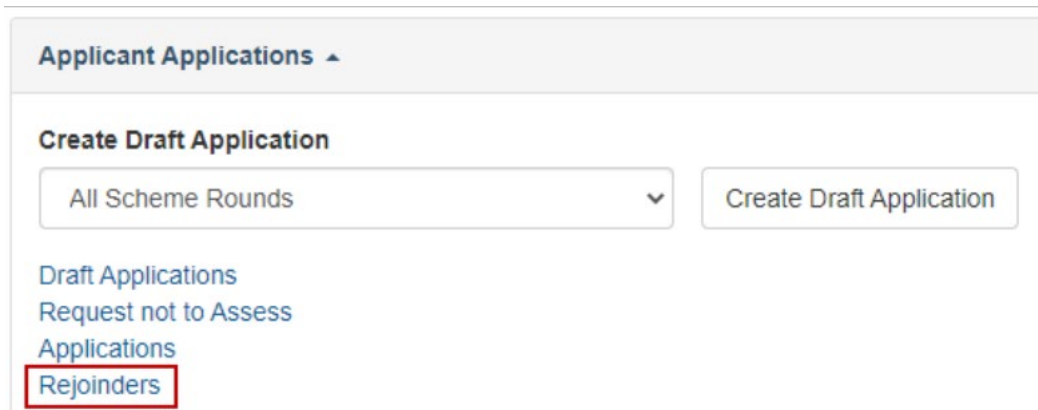 Applicant Applications
Create Draft Application
All Scheme Rounds
Create Draft Application
Draft Applications
Request not to Assess
Applications
Rejoinders